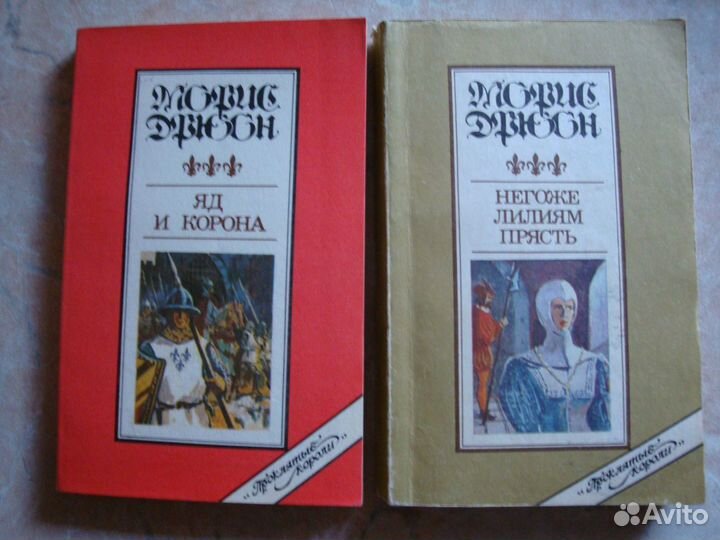 МОРИС
ДРЮОН
ЯД
И КОРОНА
„Проклятые
короли"
МОРИС
ДРЮОН
НЕГОЖЕ
ЛИЛИЯМ
ПРЯСТЬ
„Проклятые
короли"
Avito